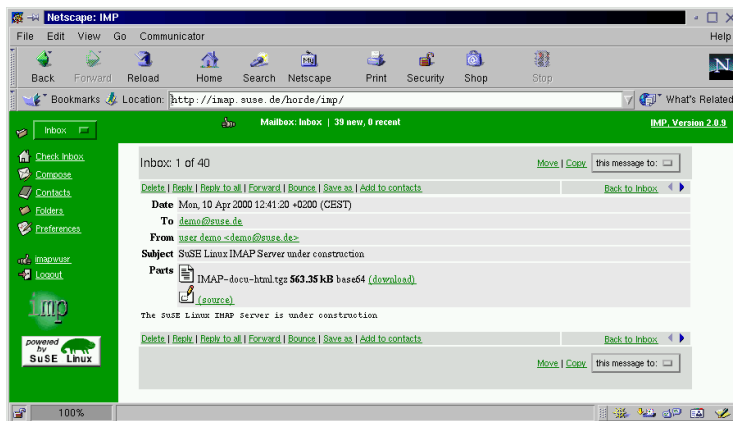 Netscape: IMP
File Edit View Go Communicator Help
Back Forward Reload Home Search Netscape Print Security Shop Stop
Bookmarks Location: http://imap.suse.de/horde/imp/ What's Related
Inbox Mailbox: Inbox | 39 new, 0 recent IMP, Version 2.0.9
Check Inbox
Compose
Contacts
Folders
Preferences
imapwusr
Logout
imp
powered
by
SuSE Linux
Inbox: 1 of 40 Move | Copy this message to:
Delete | Reply | Reply to all | Forward | Bounce | Save as | Add to contacts Back to Inbox
Date Mon, 10 Apr 2000 12:41:20 +0200 (CEST)
To demo@suse.de
From user demo <demo@suse.de>
Subject SuSE Linux IMAP Server under construction
Parts IMAP-docu-html.tgz 563.35 kB base64 (download)
(source)
The SuSE Linux IMAP Server is under construction
Delete | Reply | Reply to all | Forward | Bounce | Save as | Add to contacts Back to Inbox
Move | Copy this message to:
100%